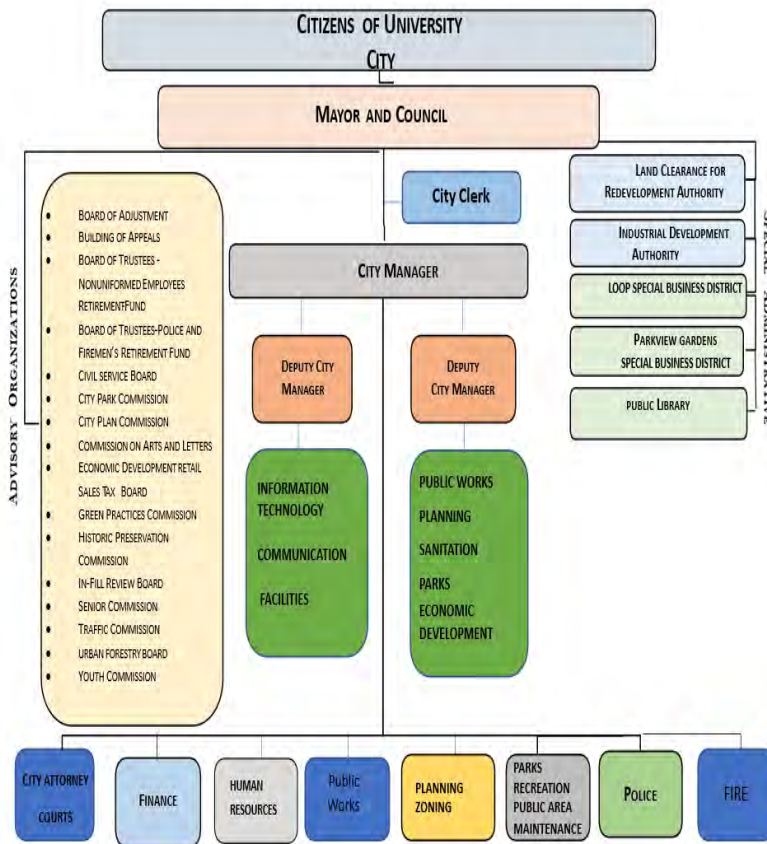 CITIZENS OF UNIVERSITY
CITY
MAYOR AND COUNCIL
ADVISORY ORGANIZATIONS
BOARD OF ADJUSTMENT
BUILDING OF APPEALS
BOARD OF TRUSTEES -
NONUNIFORMED EMPLOYEES
RETIREMENTFUND
BOARD OF TRUSTEES-POLICE AND
FIREMEN'S RETIREMENT FUND
CIVIL SERVICE BOARD
CITY PARK COMMISSION
CITY PLAN COMMISSION
COMMISSION ON ARTS AND LETTERS
ECONOMIC DEVELOPMENT RETAIL
SALES TAX BOARD
GREEN PRACTICES COMMISSION
HISTORIC PRESERVATION
COMMISSION
IN-FILL REVIEW BOARD
SENIOR COMMISSION
TRAFFIC COMMISSION
URBAN FORESTRY BOARD
YOUTH COMMISSION
City Clerk
CITY MANAGER
DEPUTY CITY
MANAGER
DEPUTY
CITY MANAGER
INFORMATION
TECHNOLOGY
COMMUNICATION
FACILITIES
PUBLIC WORKS
PLANNING
SANITATION
PARKS
ECONOMIC
DEVELOPMENT
LAND CLEARANCE FOR
REDEVELOPMENT AUTHORITY
INDUSTRIAL DEVELOPMENT
AUTHORITY
LOOP SPECIAL BUSINESS DISTRICT
PARKVIEW GARDENS
SPECIAL BUSINESS DISTRICT
PUBLIC LIBRARY
CITY ATTORNEY
COURTS
FINANCE
HUMAN
RESOURCES
Public
Works
PLANNING
ZONING
PARKS
RECREATION
PUBLIC AREA
MAINTENANCE
POLICE
FIRE